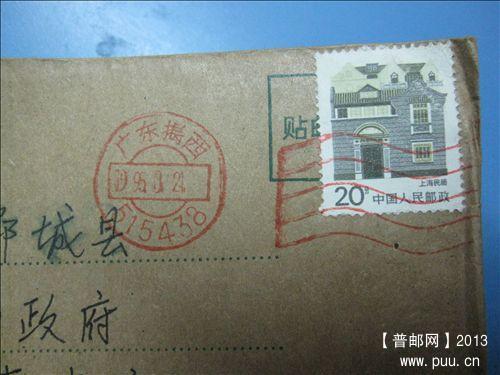 贴
广东揭西
515438
上海民居
20分 中国人民邮政
城县
政府
【普邮网】2013
www.puu.cn